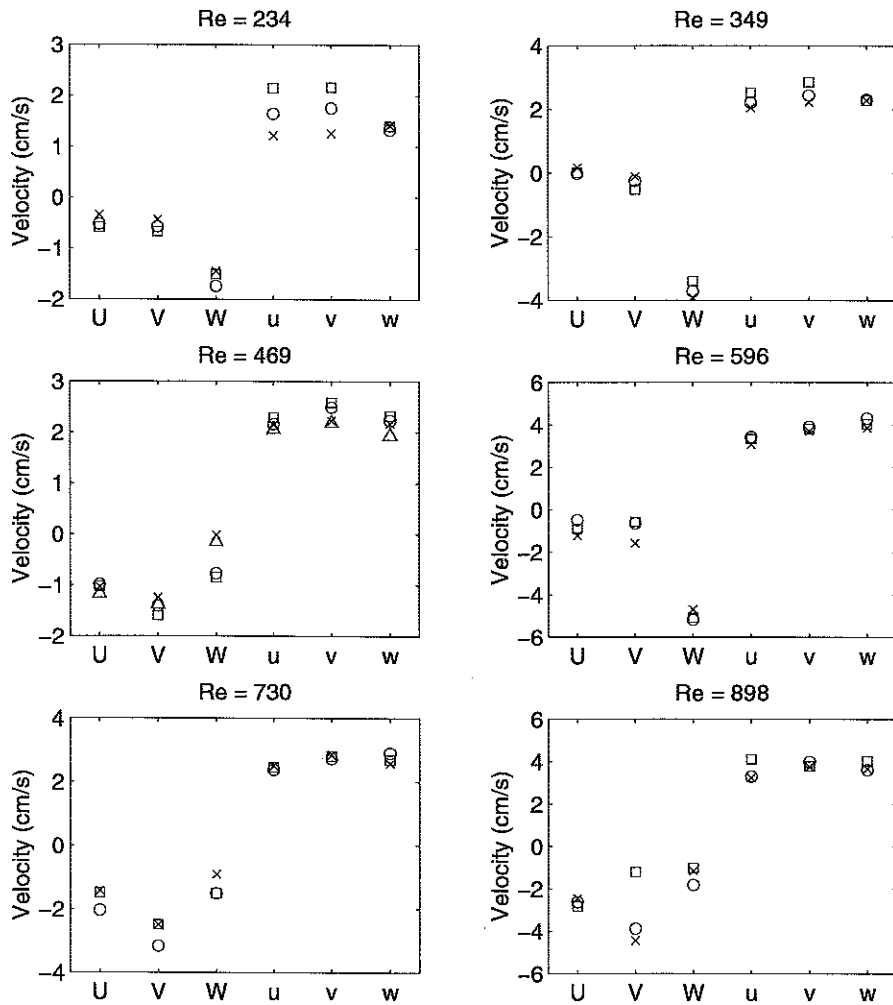 Re = 234
Velocity (cm/s)
3
2
1
0
−1
−2
U V W u v w
Re = 349
Velocity (cm/s)
4
2
0
−2
−4
U V W u v w
Re = 469
Velocity (cm/s)
3
2
1
0
−1
−2
U V W u v w
Re = 596
Velocity (cm/s)
6
4
2
0
−2
−4
−6
U V W u v w
Re = 730
Velocity (cm/s)
4
2
0
−2
−4
U V W u v w
Re = 898
Velocity (cm/s)
6
4
2
0
−2
−4
−6
U V W u v w